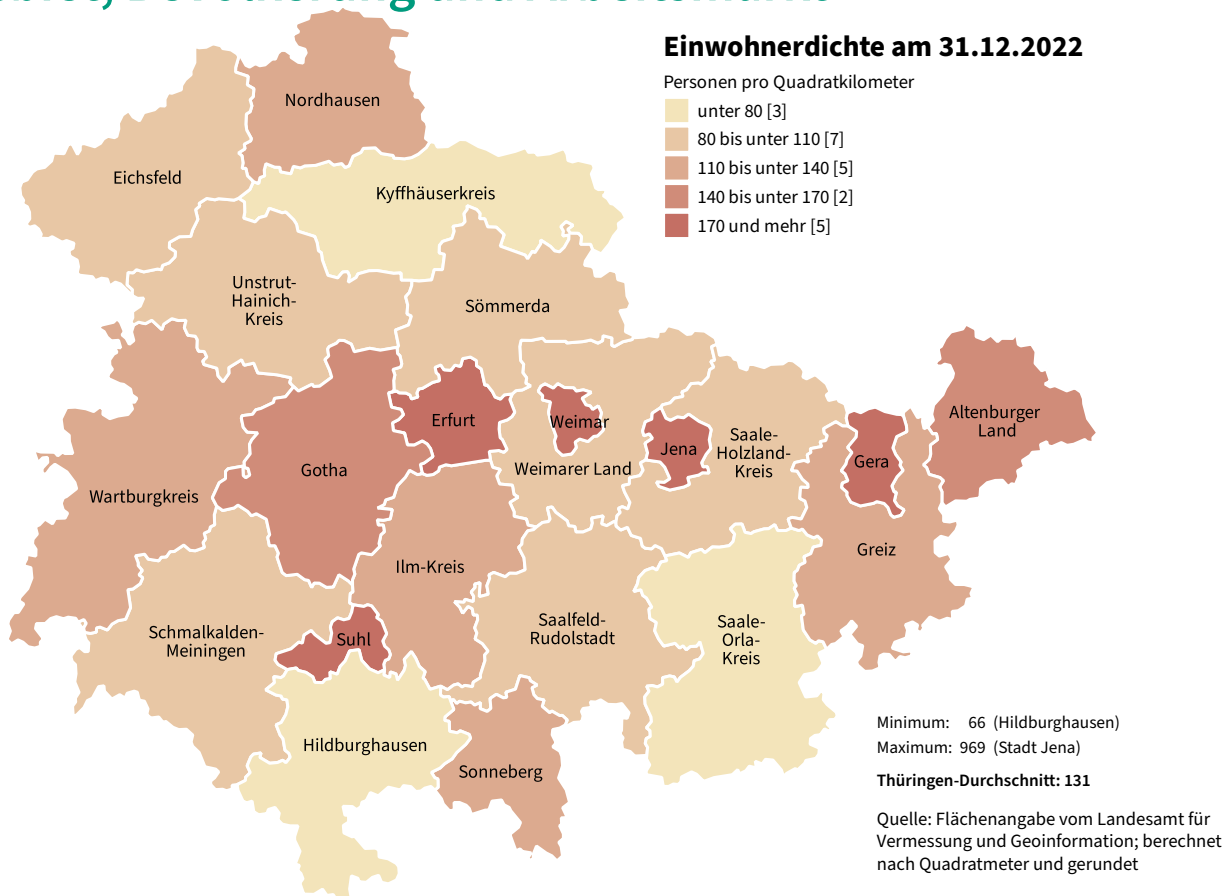 Einwohnerdichte am 31.12.2022
Personen pro Quadratkilometer
unter 80 [3]
80 bis unter 110 [7]
110 bis unter 140 [5]
140 bis unter 170 [2]
170 und mehr [5]
Nordhausen
Eichsfeld
Kyffhäuserkreis
Unstrut-
Hainich-
Kreis
Sömmerda
Altenburger
Land
Erfurt
Weimar
Jena
Saale-
Holzland-
Kreis
Gera
Gotha
Weimarer Land
Wartburgkreis
Greiz
Ilm-Kreis
Schmalkalden-
Meiningen
Suhl
Saalfeld-
Rudolstadt
Saale-
Orla-
Kreis
Hildburghausen
Sonneberg
Minimum: 66 (Hildburghausen)
Maximum: 969 (Stadt Jena)
Thüringen-Durchschnitt: 131
Quelle: Flächenangabe vom Landesamt für
Vermessung und Geoinformation; berechnet
nach Quadratmeter und gerundet